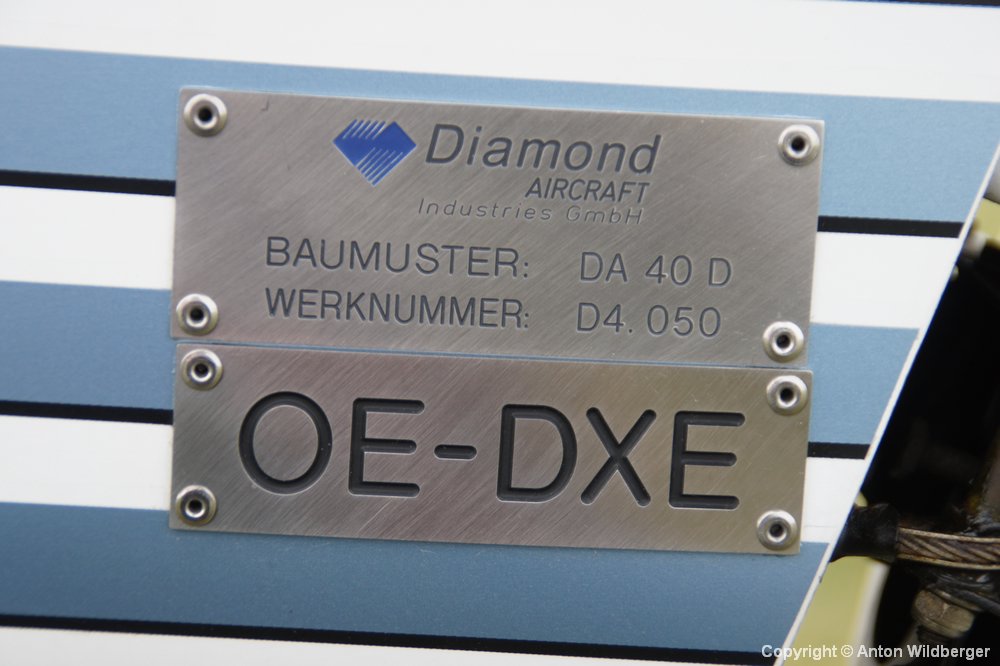 Diamond
AIRCRAFT
Industries GmbH
BAUMUSTER: DA 40 D
WERKNUMMER: D4.050
OE-DXE
Copyright © Anton Wildberger